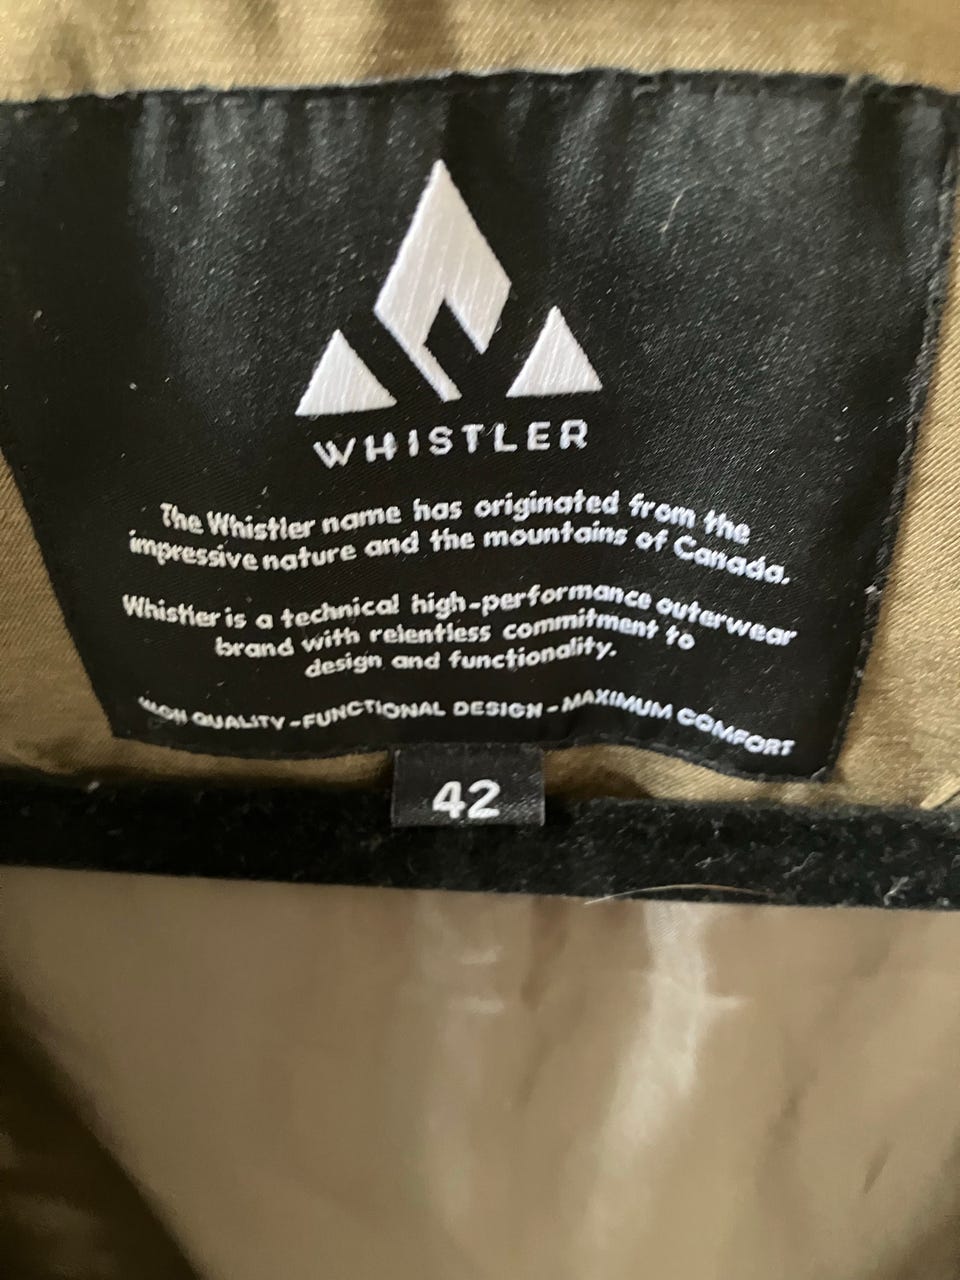 WHISTLER
The Whistler name has originated from the
impressive nature and the mountains of Canada.
Whistler is a technical high-performance outerwear
brand with relentless commitment to
design and functionality.
HIGH QUALITY - FUNCTIONAL DESIGN - MAXIMUM COMFORT
42